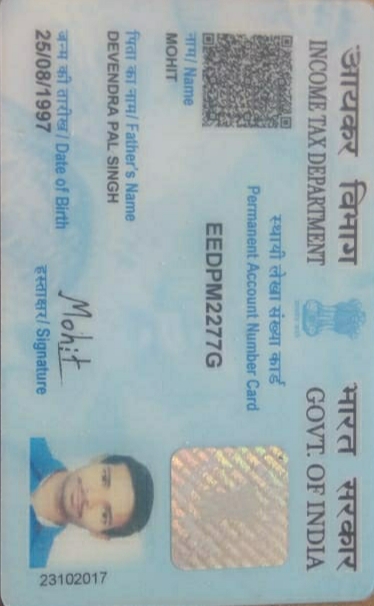 आयकर विभाग
INCOME TAX DEPARTMENT
भारत सरकार
GOVT. OF INDIA
स्थायी लेखा संख्या कार्ड
Permanent Account Number Card
EEDPM2277G
नाम / Name
MOHIT
पिता का नाम / Father's Name
DEVENDRA PAL SINGH
जन्म की तारीख / Date of Birth
25/08/1997
Mohit
हस्ताक्षर / Signature
23102017